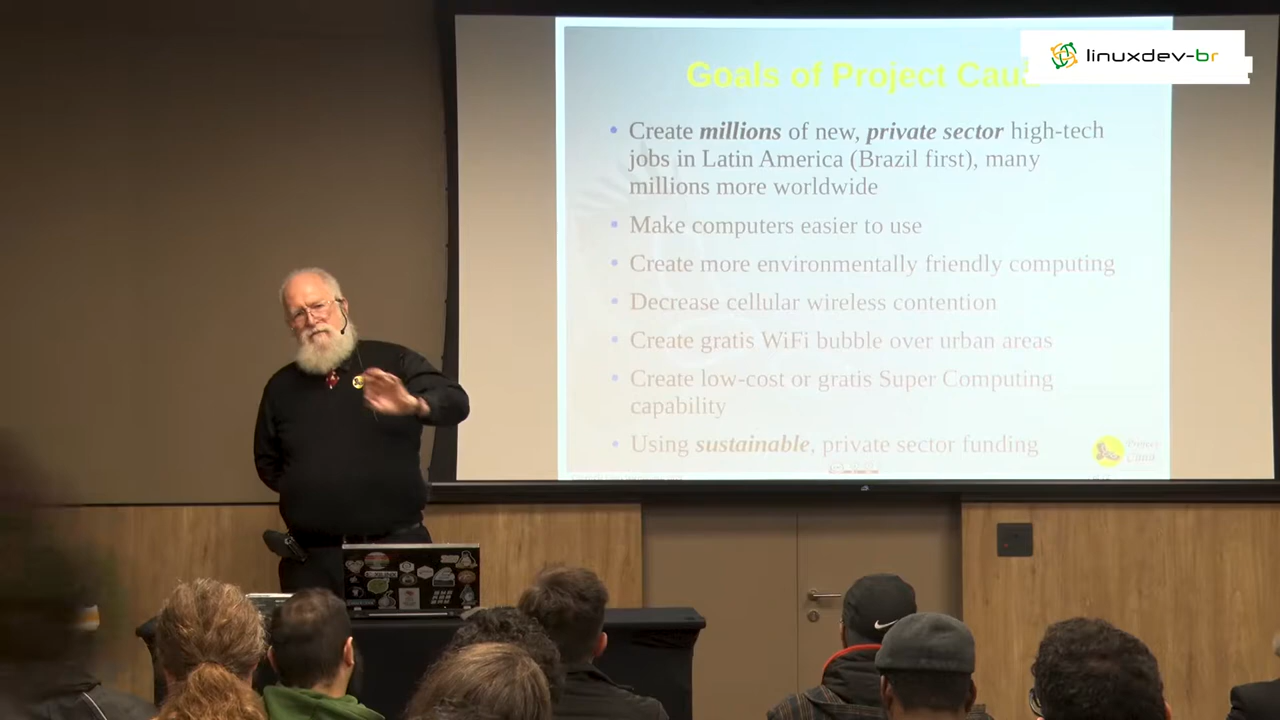 linuxdev-br
Goals of Project Cau
Create millions of new, private sector high-tech
jobs in Latin America (Brazil first), many
millions more worldwide
Make computers easier to use
Create more environmentally friendly computing
Decrease cellular wireless contention
Create gratis WiFi bubble over urban areas
Create low-cost or gratis Super Computing
capability
Using sustainable, private sector funding
Project
Cauã